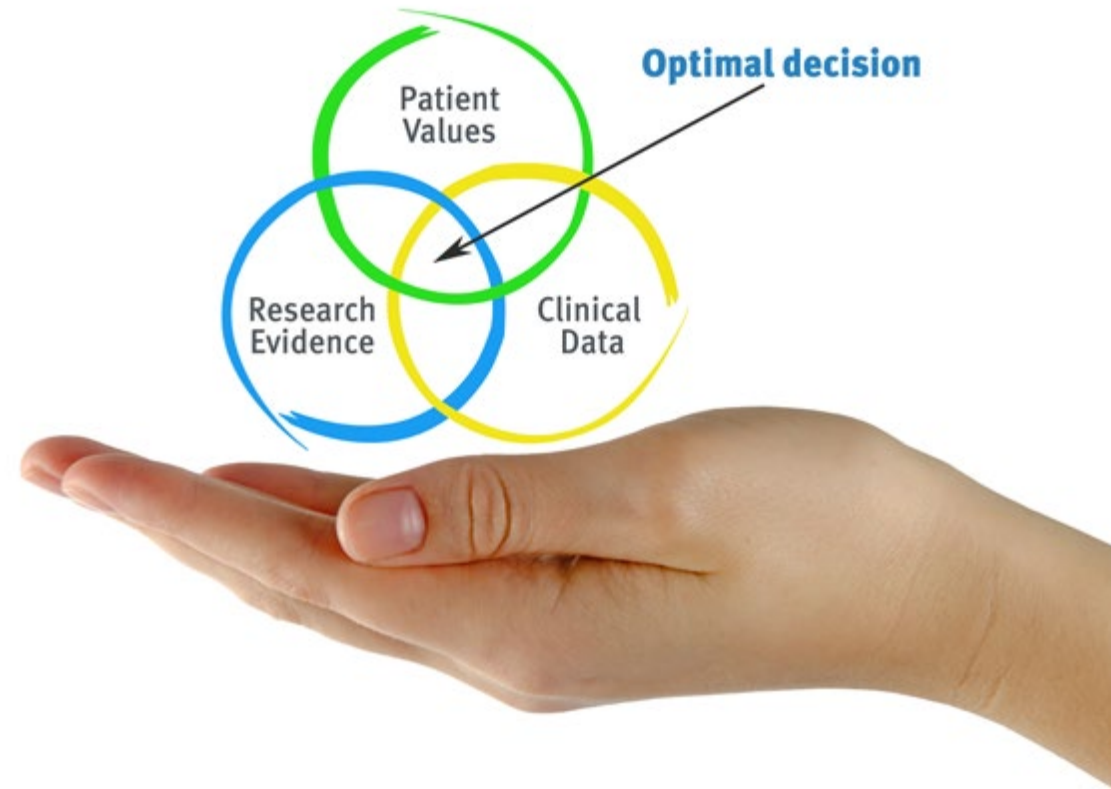 Optimal decision
Patient
Values
Research
Evidence
Clinical
Data